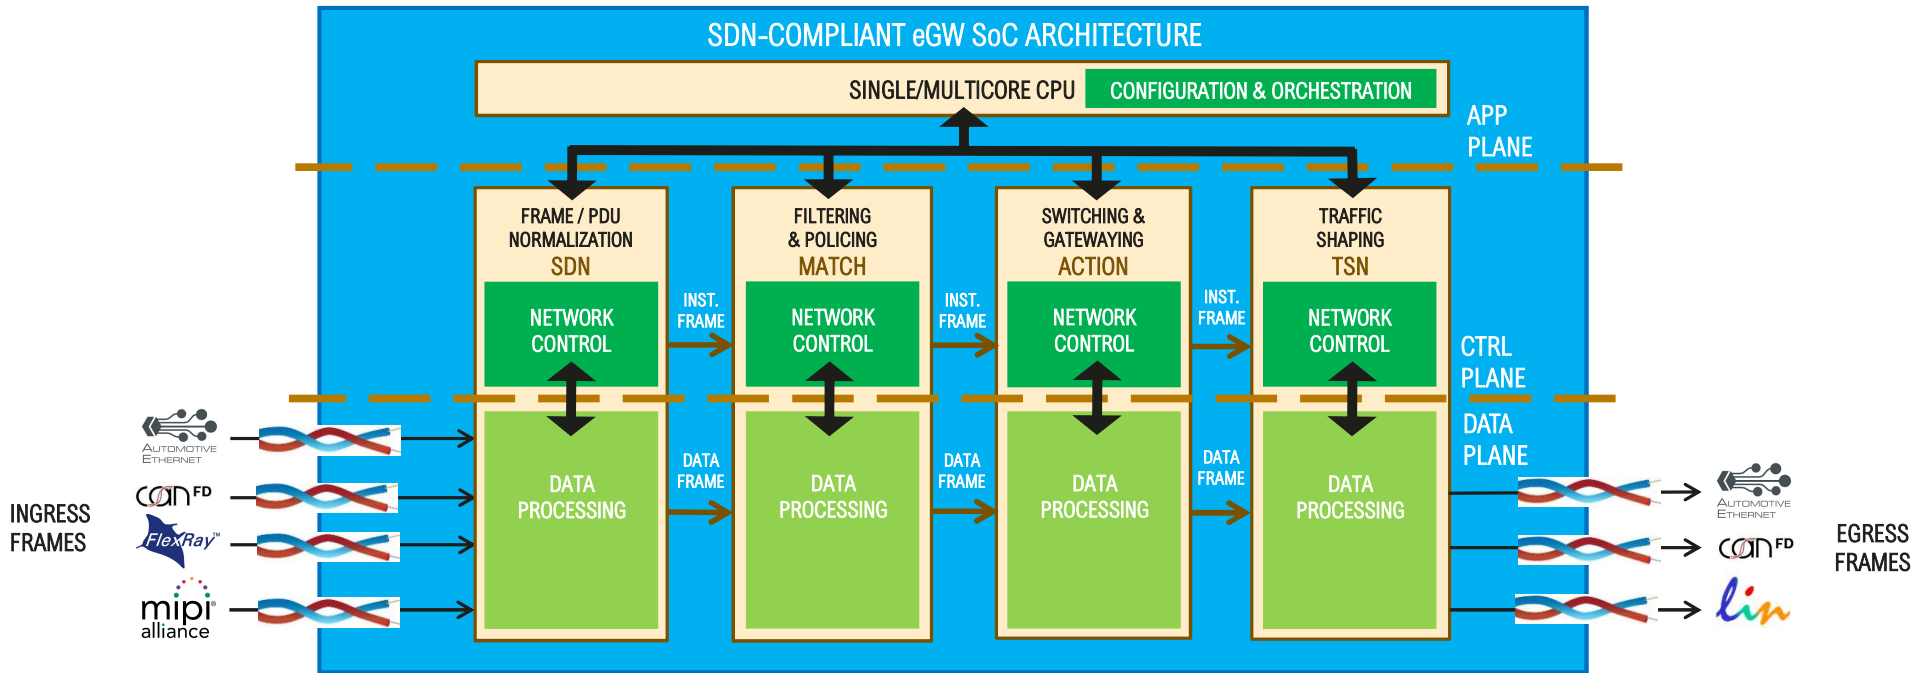 SDN-COMPLIANT eGW SoC ARCHITECTURE
SINGLE/MULTICORE CPU
CONFIGURATION & ORCHESTRATION
APP
PLANE
FRAME / PDU
NORMALIZATION
SDN
NETWORK
CONTROL
DATA
PROCESSING
INST.
FRAME
DATA
FRAME
FILTERING
& POLICING
MATCH
NETWORK
CONTROL
DATA
PROCESSING
INST.
FRAME
DATA
FRAME
SWITCHING &
GATEWAYING
ACTION
NETWORK
CONTROL
DATA
PROCESSING
INST.
FRAME
DATA
FRAME
TRAFFIC
SHAPING
TSN
NETWORK
CONTROL
DATA
PROCESSING
CTRL
PLANE
DATA
PLANE
INGRESS
FRAMES
AUTOMOTIVE
ETHERNET
can FD
FlexRay™
mipi®
alliance
AUTOMOTIVE
ETHERNET
can FD
lin
EGRESS
FRAMES